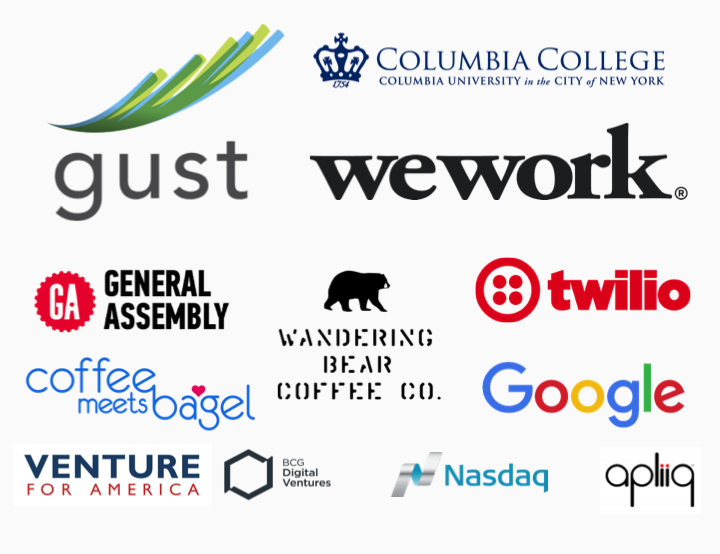 gust
COLUMBIA COLLEGE
1754
COLUMBIA UNIVERSITY in the CITY of NEW YORK
wework®
GA
GENERAL
ASSEMBLY
WANDERING
BEAR
COFFEE CO.
twilio
coffee
meets bagel
Google
VENTURE
FOR AMERICA
BCG
Digital
Ventures
Nasdaq
apliiq